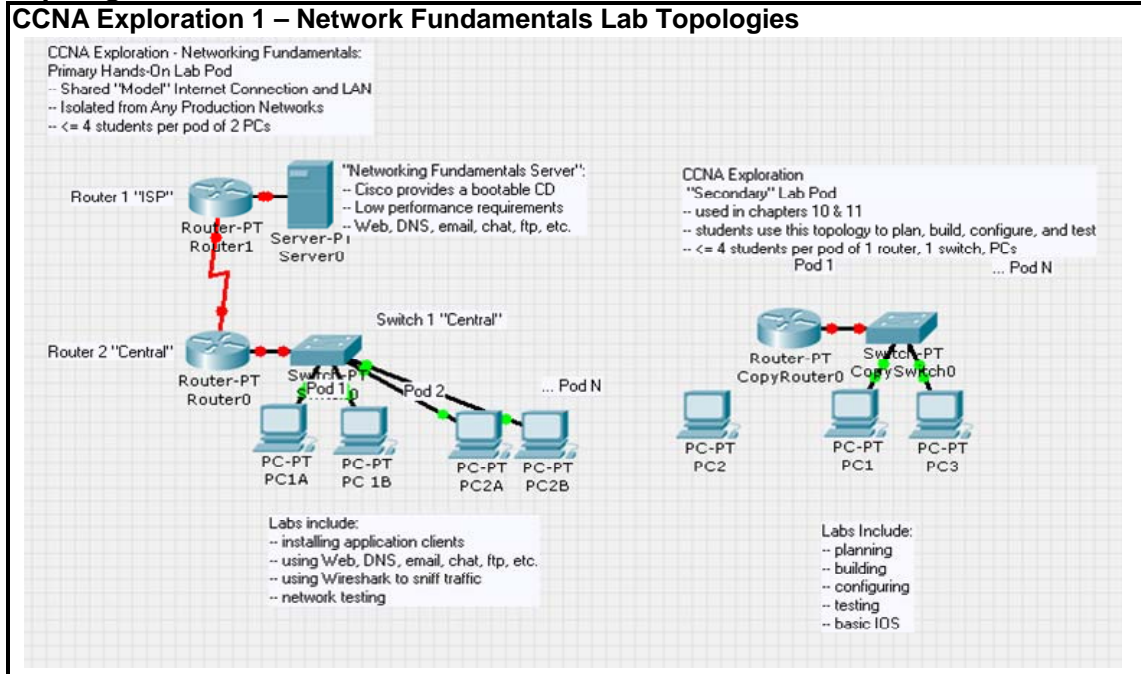 CCNA Exploration 1 – Network Fundamentals Lab Topologies
CCNA Exploration - Networking Fundamentals:
Primary Hands-On Lab Pod
-- Shared "Model" Internet Connection and LAN
-- Isolated from Any Production Networks
-- <= 4 students per pod of 2 PCs
Router 1 "ISP"
Router-PT
Router1
Server-PT
Server0
"Networking Fundamentals Server":
-- Cisco provides a bootable CD
-- Low performance requirements
-- Web, DNS, email, chat, ftp, etc.
Router 2 "Central"
Router-PT
Router0
Switch 1 "Central"
Pod 1
Pod 2
... Pod N
PC-PT
PC1A
PC-PT
PC 1B
PC-PT
PC2A
PC-PT
PC2B
Labs include:
-- installing application clients
-- using Web, DNS, email, chat, ftp, etc.
-- using Wireshark to sniff traffic
-- network testing
CCNA Exploration
"Secondary" Lab Pod
-- used in chapters 10 & 11
-- students use this topology to plan, build, configure, and test
-- <= 4 students per pod of 1 router, 1 switch, PCs
Pod 1
... Pod N
Router-PT
CopyRouter0
Switch-PT
CopySwitch0
PC-PT
PC2
PC-PT
PC1
PC-PT
PC3
Labs Include:
-- planning
-- building
-- configuring
-- testing
-- basic IOS